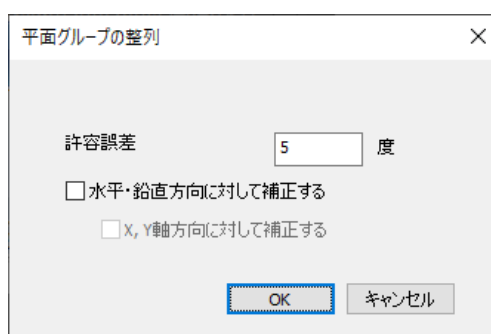 平面グループの整列
許容誤差 5 度
水平・鉛直方向に対して補正する
X, Y軸方向に対して補正する
OK キャンセル